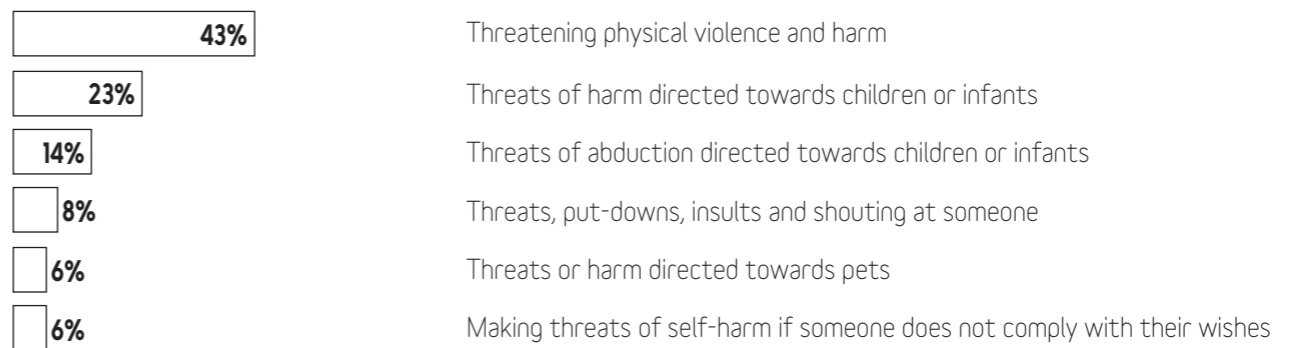 43% Threatening physical violence and harm
23% Threats of harm directed towards children or infants
14% Threats of abduction directed towards children or infants
8% Threats, put-downs, insults and shouting at someone
6% Threats or harm directed towards pets
6% Making threats of self-harm if someone does not comply with their wishes